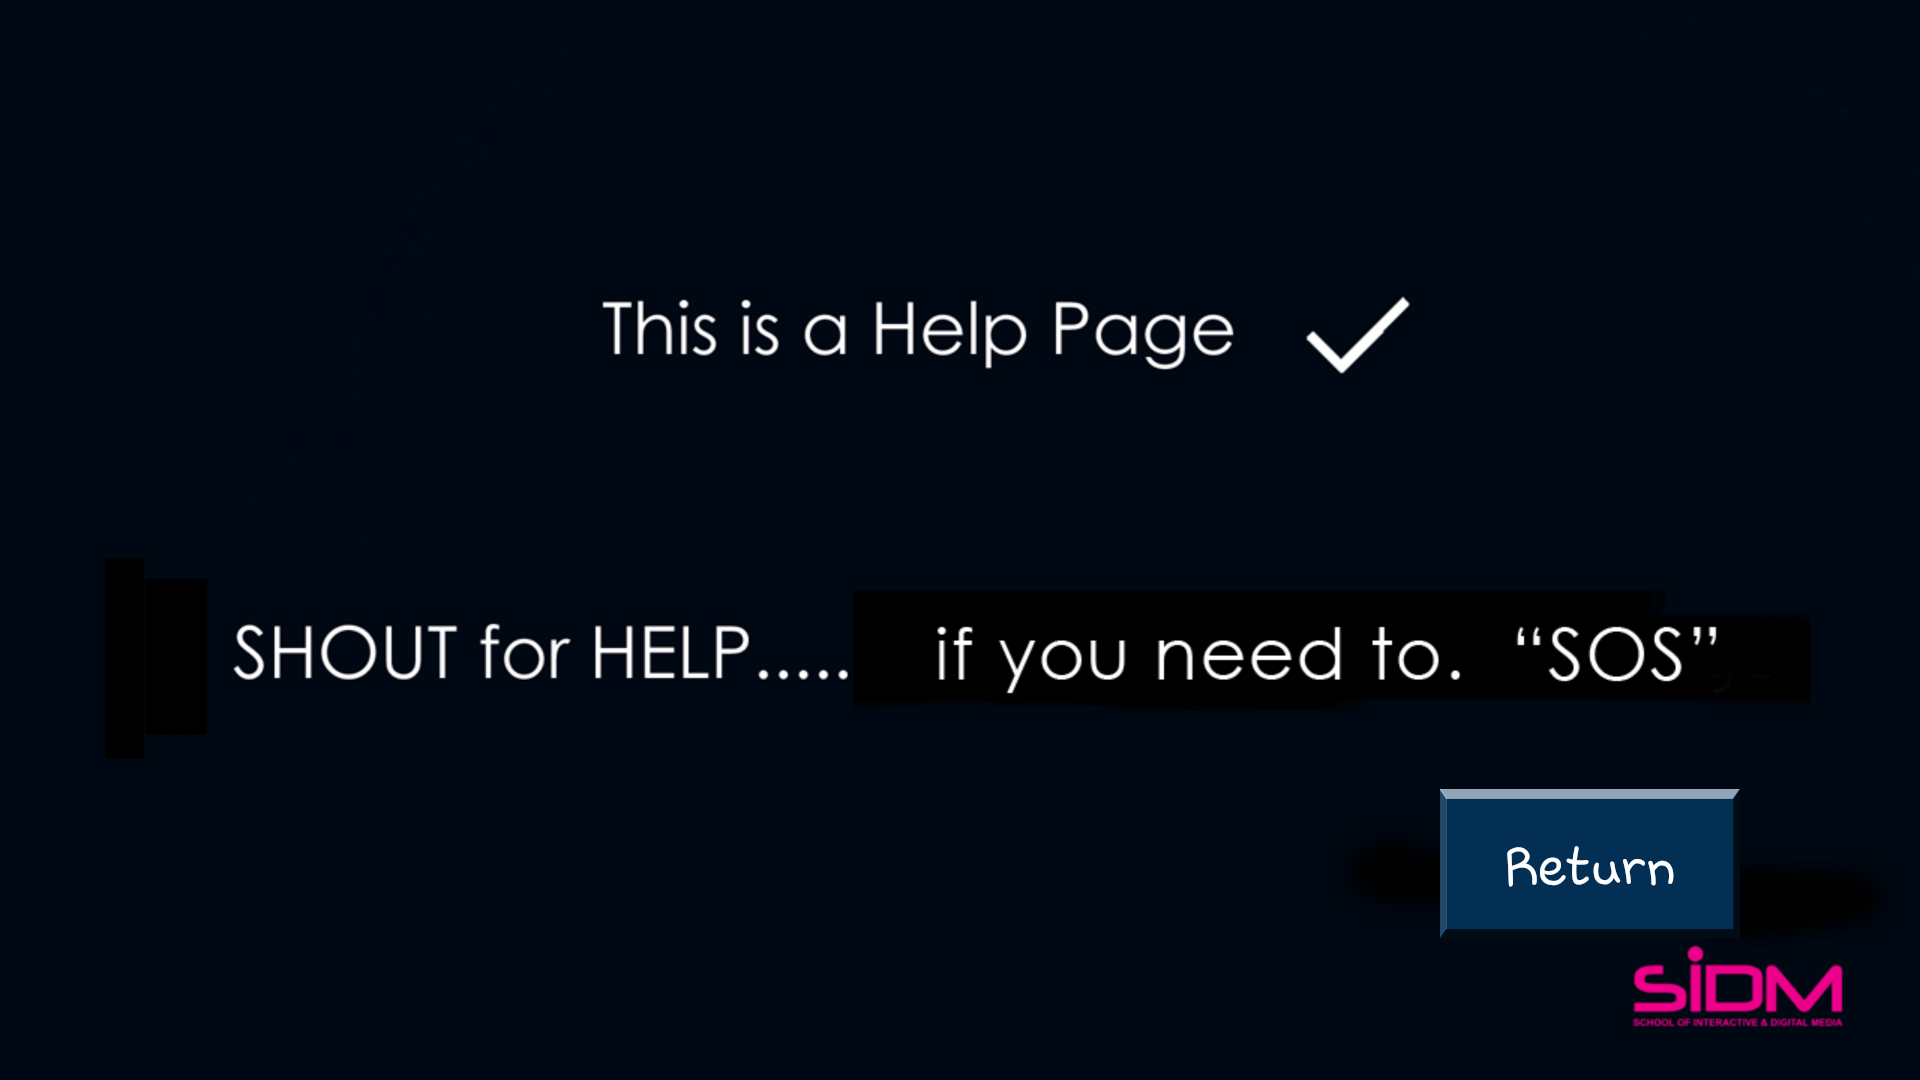 This is a Help Page
SHOUT for HELP..... if you need to. “SOS”
Return
SiDM
SCHOOL OF INTERACTIVE & DIGITAL MEDIA